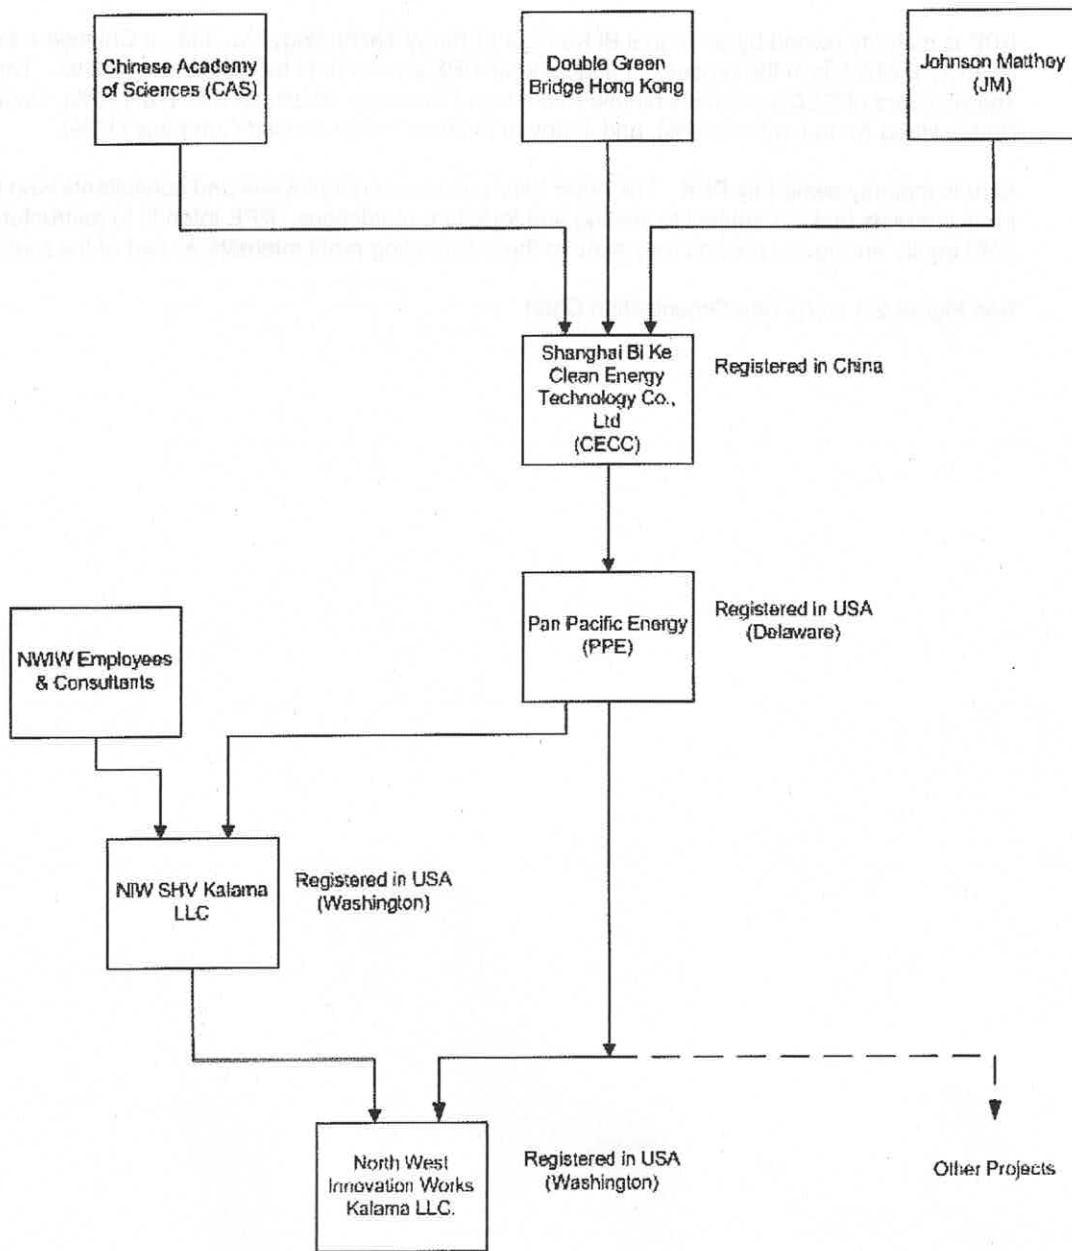 Chinese Academy
of Sciences (CAS)
Double Green
Bridge Hong Kong
Johnson Matthey
(JM)
Shanghai Bi Ke
Clean Energy
Technology Co.,
Ltd
(CECC)
Registered in China
Pan Pacific Energy
(PPE)
Registered in USA
(Delaware)
NWIW Employees
& Consultants
NIW SHV Kalama
LLC
Registered in USA
(Washington)
North West
Innovation Works
Kalama LLC.
Registered in USA
(Washington)
Other Projects